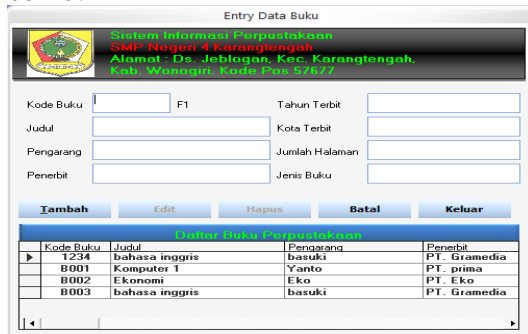 Entry Data Buku
Sistem Informasi Perpustakaan
SMP Negeri 4 Karangtengah
Alamat : Ds. Jeblogan, Kec. Karangtengah,
Kab. Wonogiri, Kode Pos 57677
Kode Buku F1 Tahun Terbit
Judul Kota Terbit
Pengarang Jumlah Halaman
Penerbit Jenis Buku
Tambah Edit Hapus Batal Keluar
Daftar Buku Perpustakaan
Kode Buku Judul Pengarang Penerbit
1234 bahasa inggris basuki PT. Gramedia
B001 Komputer 1 Yanto PT. prima
B002 Ekonomi Eko PT. Eko
B003 bahasa inggris basuki PT. Gramedia